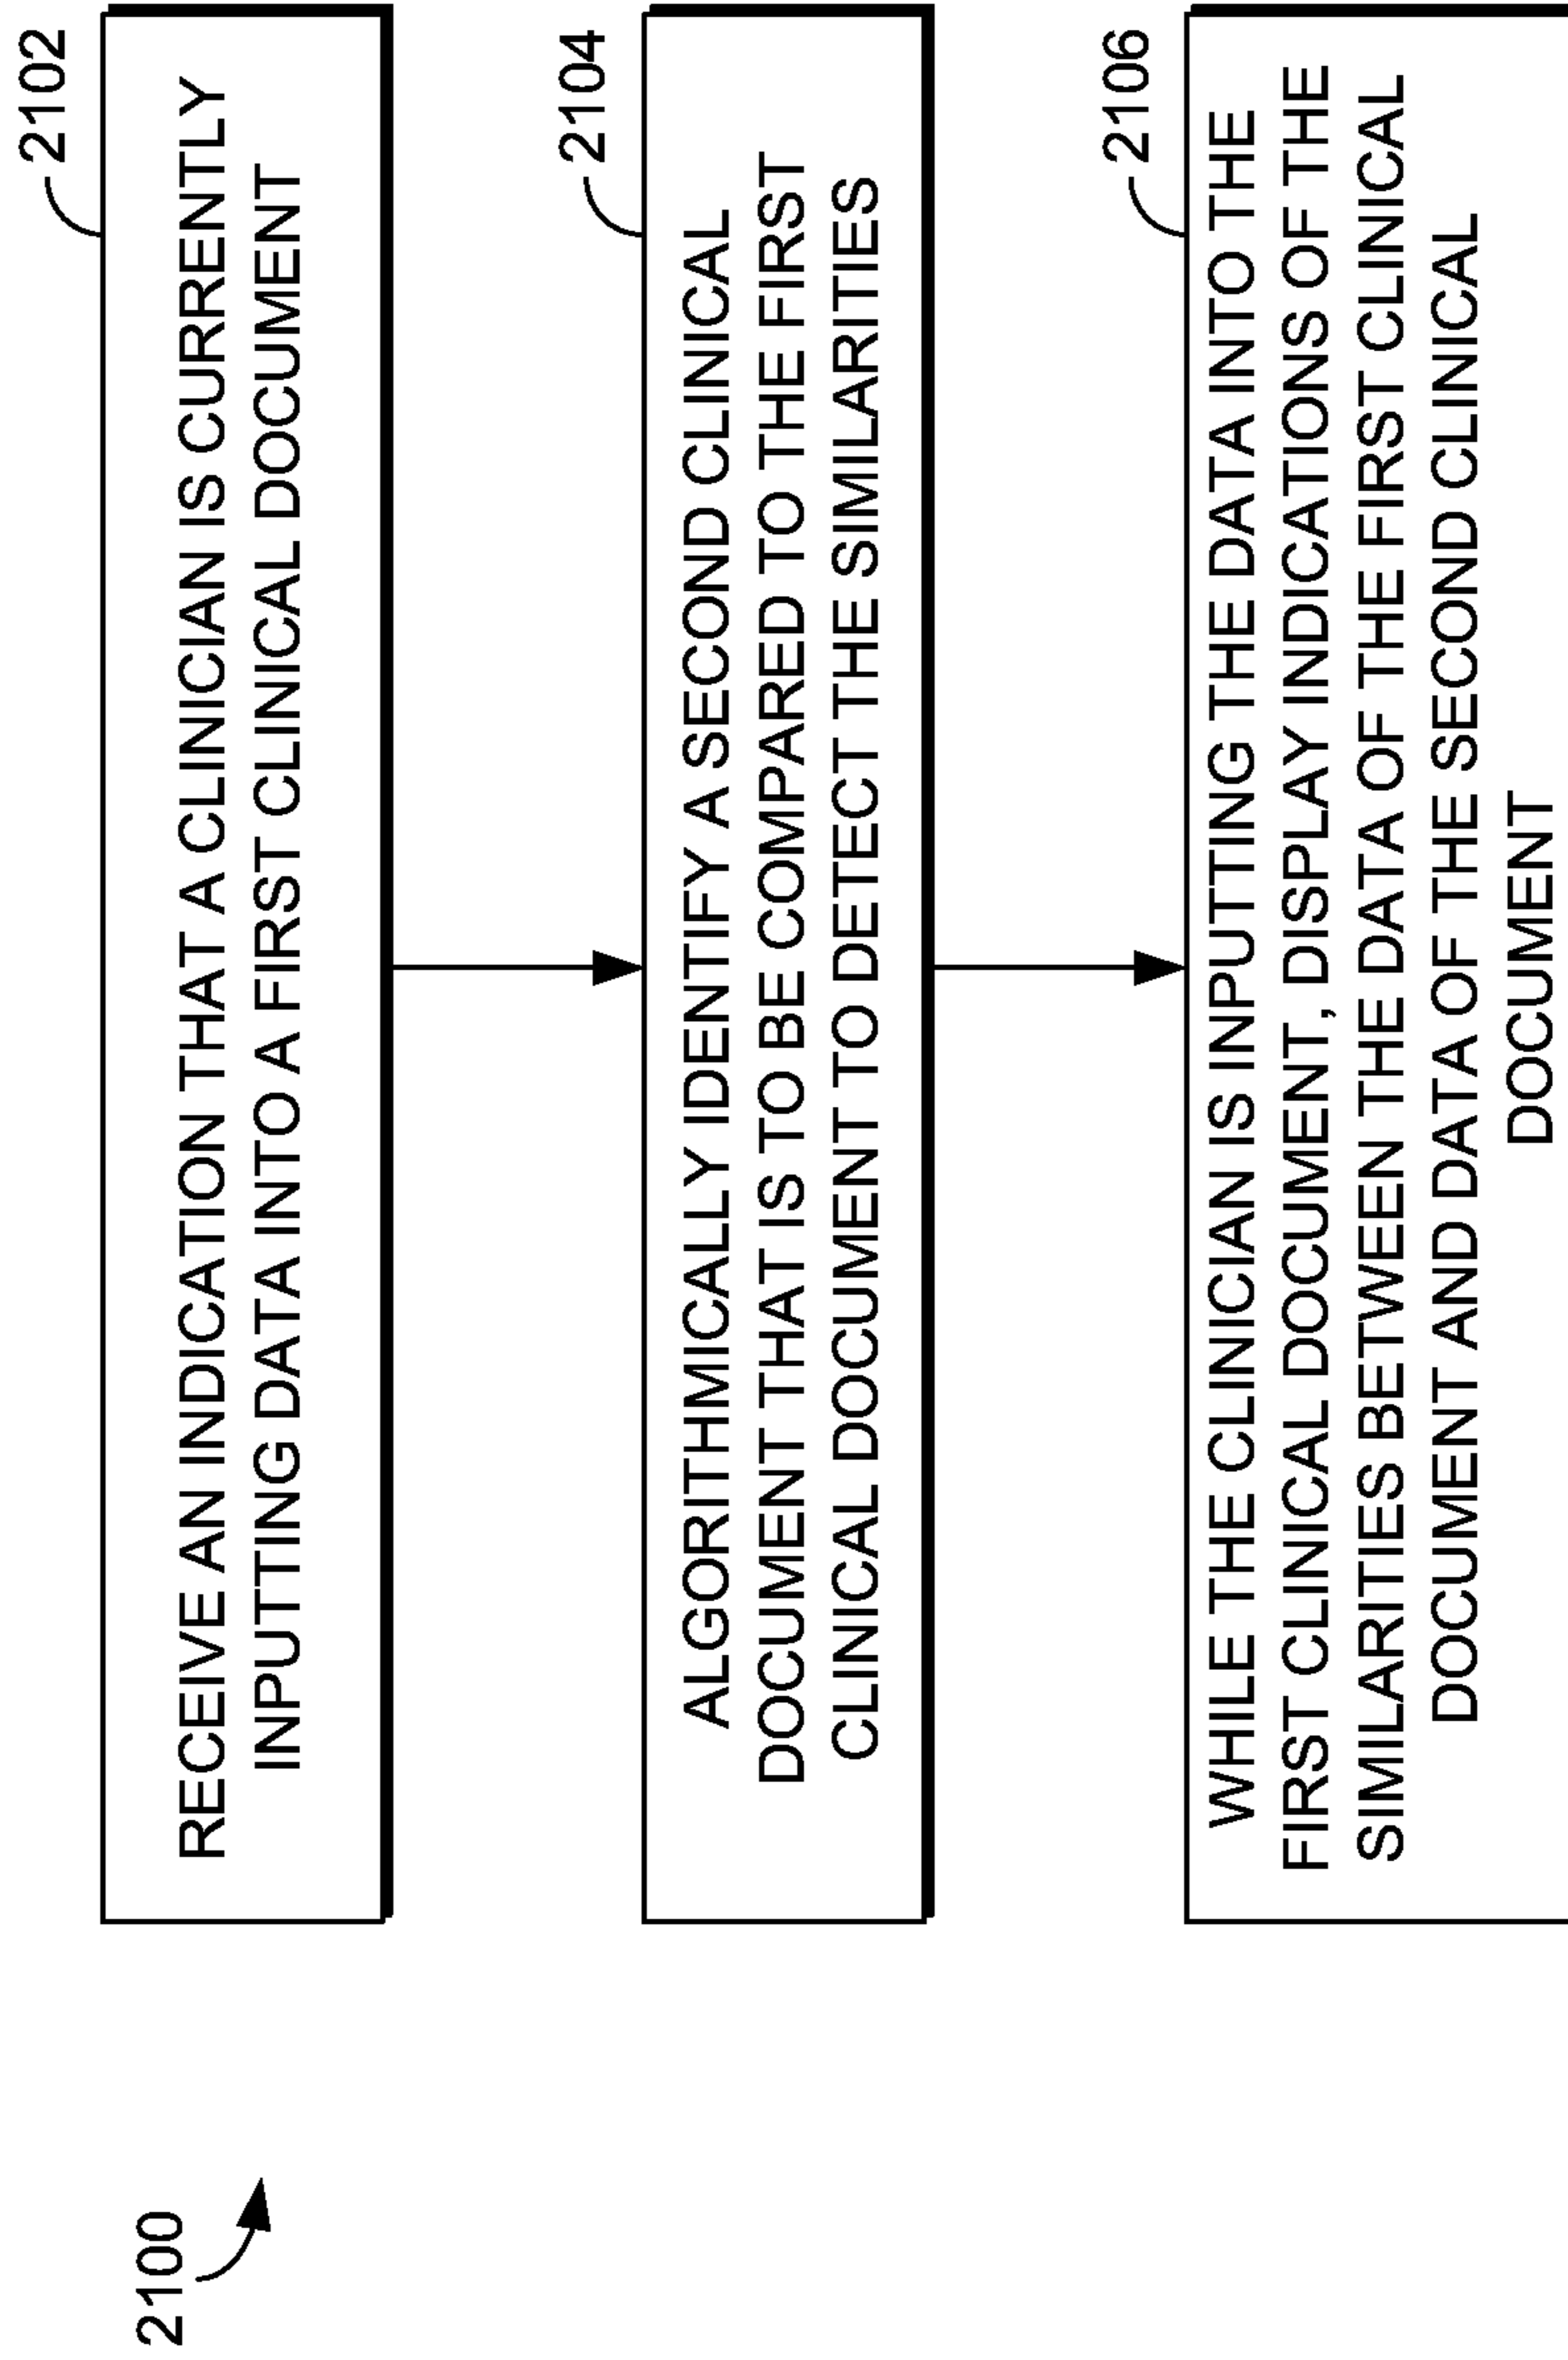 2100
2102
RECEIVE AN INDICATION THAT A CLINICIAN IS CURRENTLY
INPUTTING DATA INTO A FIRST CLINICAL DOCUMENT
2104
ALGORITHMICALLY IDENTIFY A SECOND CLINICAL
DOCUMENT THAT IS TO BE COMPARED TO THE FIRST
CLINICAL DOCUMENT TO DETECT THE SIMILARITIES
2106
WHILE THE CLINICIAN IS INPUTTING THE DATA INTO THE
FIRST CLINICAL DOCUMENT, DISPLAY INDICATIONS OF THE
SIMILARITIES BETWEEN THE DATA OF THE FIRST CLINICAL
DOCUMENT AND DATA OF THE SECOND CLINICAL
DOCUMENT